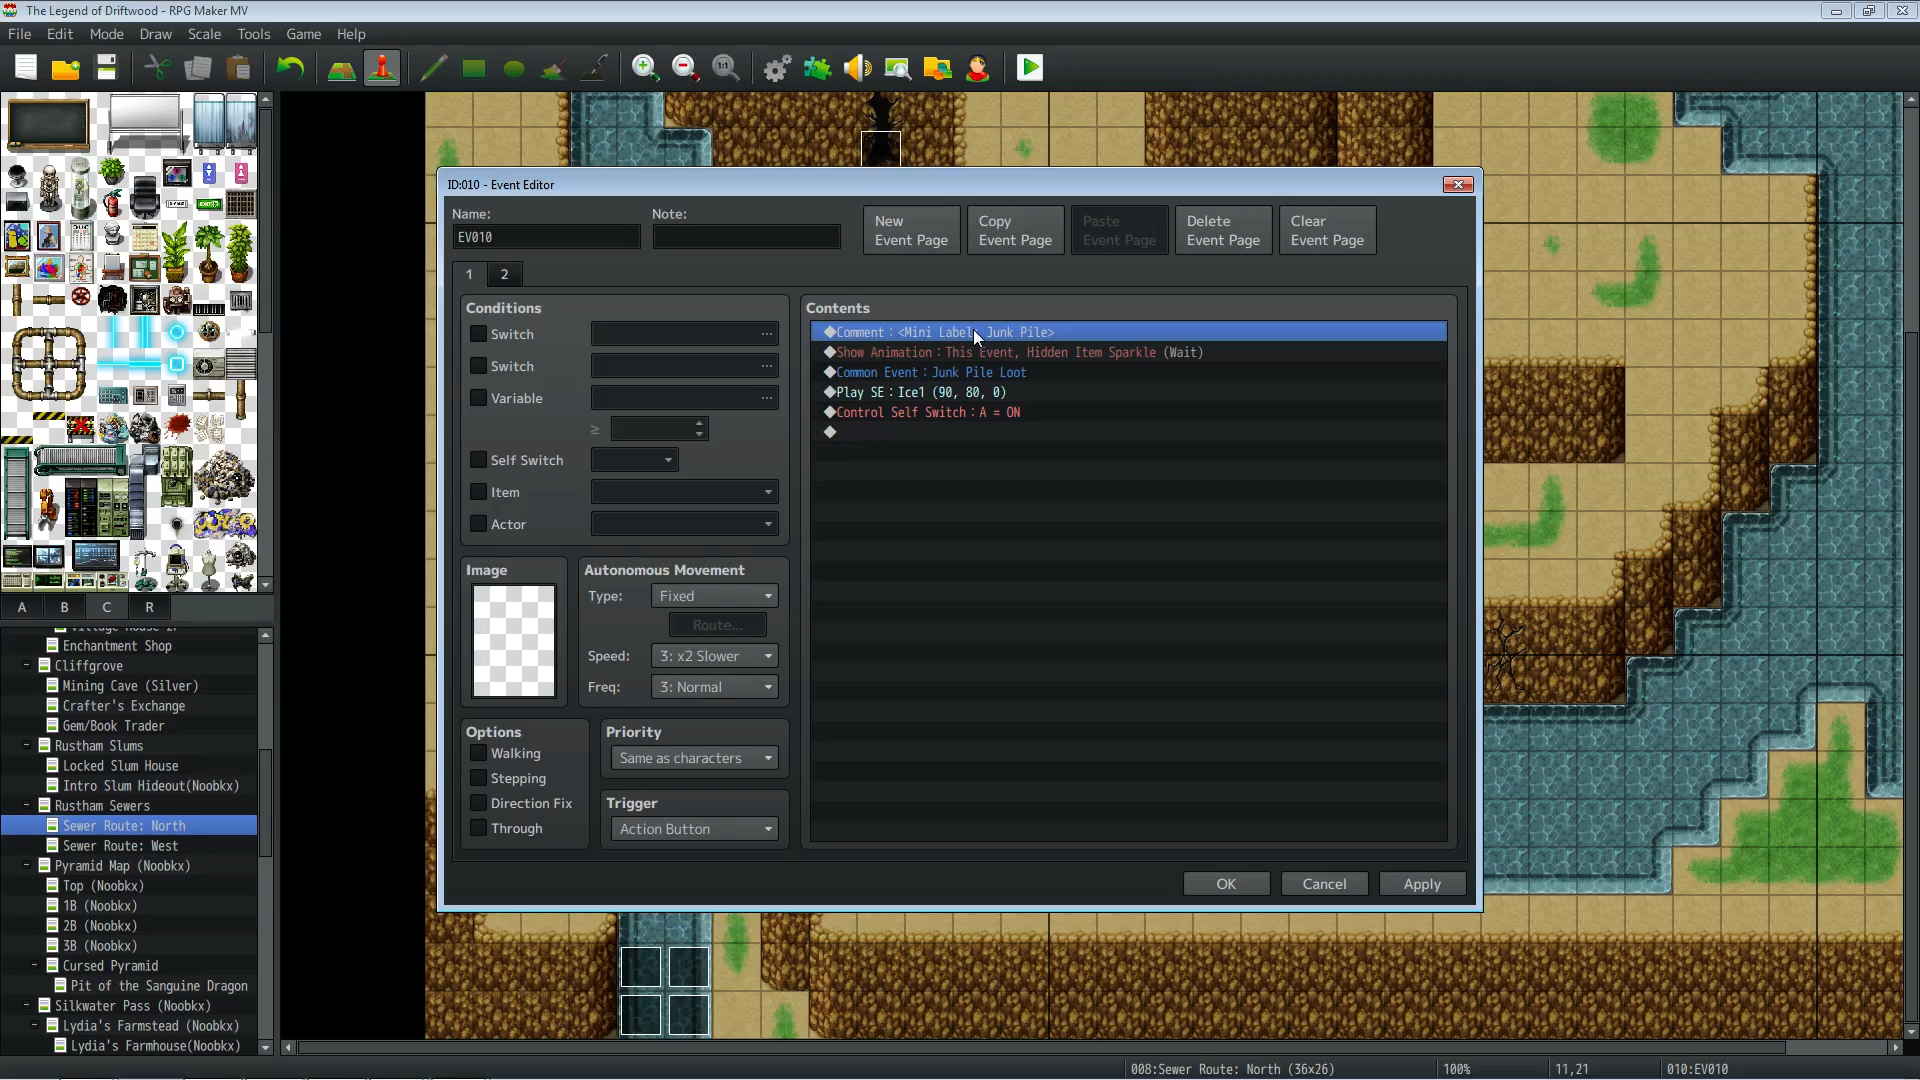 The Legend of Driftwood - RPG Maker MV
File Edit Mode Draw Scale Tools Game Help
ID:010 - Event Editor
Name: Note:
EV010
New Event Page
Copy Event Page
Paste Event Page
Delete Event Page
Clear Event Page
1 2
Conditions
Switch ...
Switch ...
Variable ...
≥
Self Switch
Item
Actor
Image
Autonomous Movement
Type: Fixed
Route...
Speed: 3: x2 Slower
Freq: 3: Normal
Options
Walking
Stepping
Direction Fix
Through
Priority
Same as characters
Trigger
Action Button
Contents
◆Comment : <Mini Label: Junk Pile>
◆Show Animation : This Event, Hidden Item Sparkle (Wait)
◆Common Event : Junk Pile Loot
◆Play SE : Ice1 (90, 80, 0)
◆Control Self Switch : A = ON
◆
OK Cancel Apply
A B C R
Enchantment Shop
Cliffgrove
Mining Cave (Silver)
Crafter's Exchange
Gem/Book Trader
Rustham Slums
Locked Slum House
Intro Slum Hideout(Noobkx)
Rustham Sewers
Sewer Route: North
Sewer Route: West
Pyramid Map (Noobkx)
Top (Noobkx)
1B (Noobkx)
2B (Noobkx)
3B (Noobkx)
Cursed Pyramid
Pit of the Sanguine Dragon
Silkwater Pass (Noobkx)
Lydia's Farmstead (Noobkx)
Lydia's Farmhouse(Noobkx)
008:Sewer Route: North (36x26) 100% 11,21 010:EV010